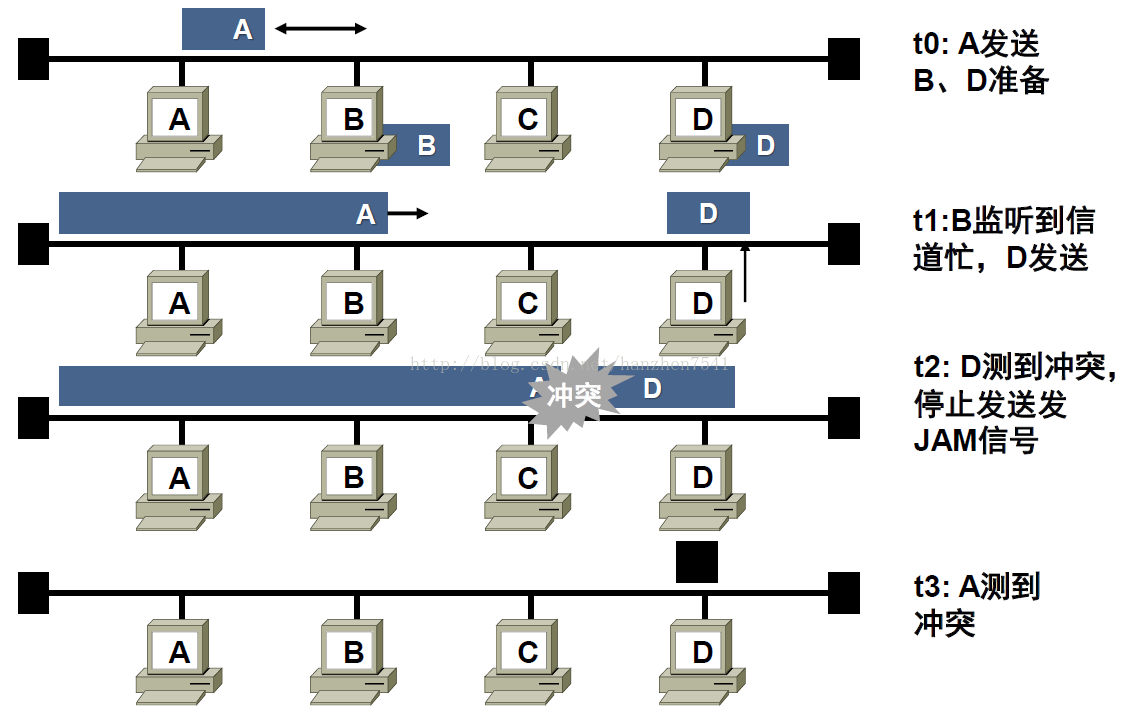 A
t0: A发送
B、D准备
A B C D
B D
A D
t1:B监听到信
道忙，D发送
A B C D
http://blog.csdn.net/hanzhen7541
t2: D测到冲突，
停止发送发
JAM信号
A 冲突 D
A B C D
t3: A测到
冲突
A B C D